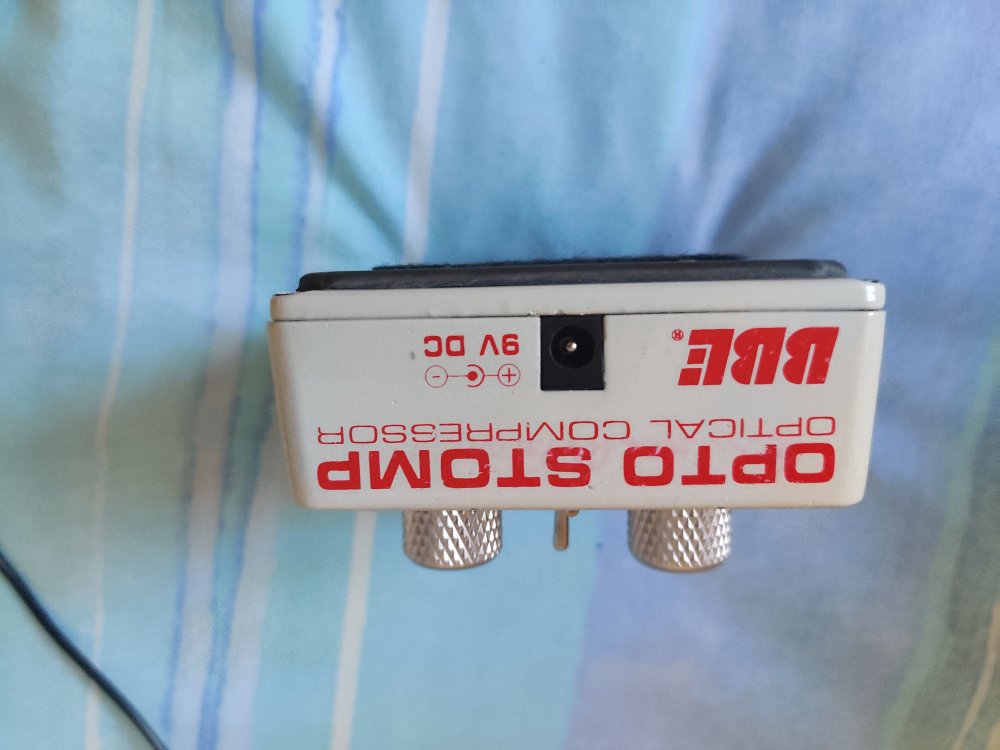 OPTO STOMP
OPTICAL COMPRESSOR
BBE®
+ -
9V DC